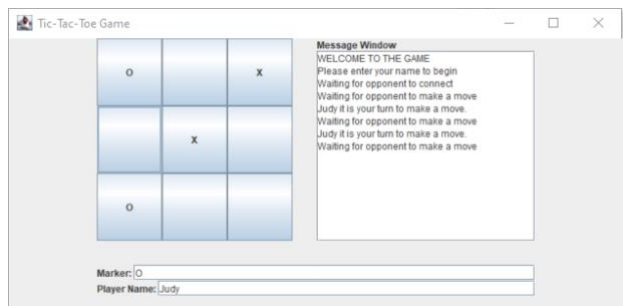 Tic-Tac-Toe Game
O X
X
O
Message Window
WELCOME TO THE GAME
Please enter your name to begin
Waiting for opponent to connect
Waiting for opponent to make a move
Judy it is your turn to make a move.
Waiting for opponent to make a move
Judy it is your turn to make a move.
Waiting for opponent to make a move
Marker: O
Player Name: Judy